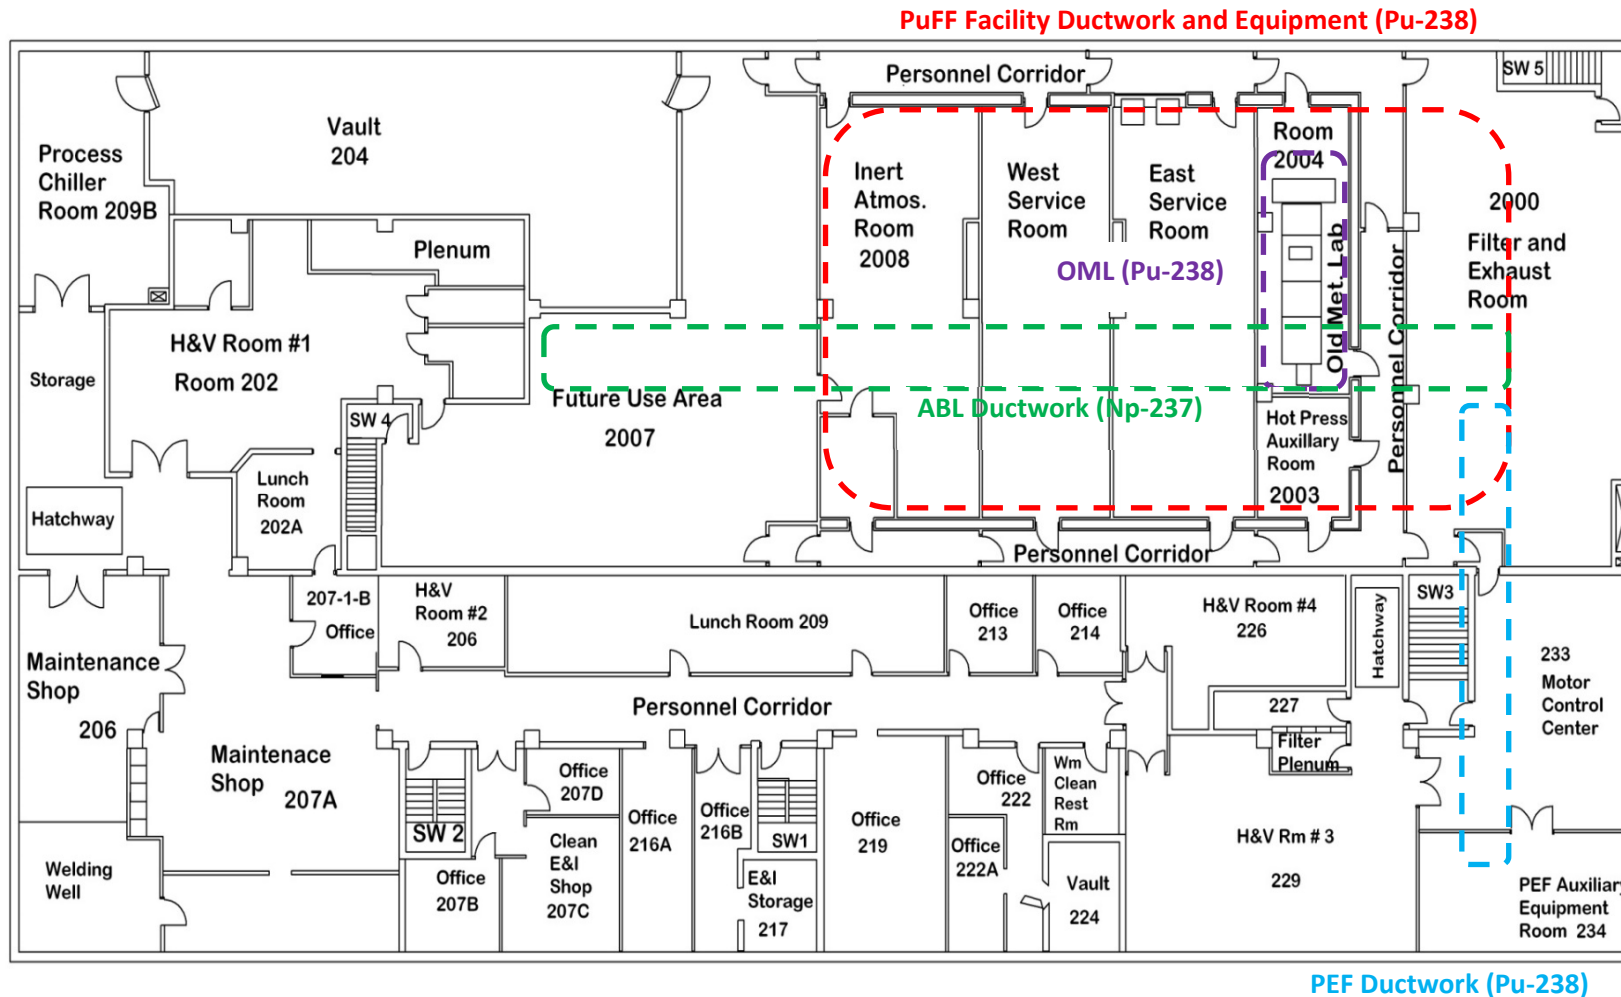 PuFF Facility Ductwork and Equipment (Pu-238)
Personnel Corridor
SW 5
Vault
204
Process
Chiller
Room 209B
Room
2004
Inert
Atmos.
Room
2008
West
Service
Room
East
Service
Room
2000
Filter and
Exhaust
Room
Plenum
OML (Pu-238)
Old Met. Lab
Personnel Corridor
H&V Room #1
Room 202
Storage
Future Use Area
2007
ABL Ductwork (Np-237)
SW 4
Hot Press
Auxillary
Room
2003
Lunch
Room
202A
Hatchway
Personnel Corridor
207-1-B
Office
H&V
Room #2
206
Lunch Room 209
Office
213
Office
214
H&V Room #4
226
Hatchway
SW3
Maintenance
Shop
206
233
Motor
Control
Center
Personnel Corridor
227
Filter
Plenum
Maintenace
Shop
207A
Office
207D
Office
216A
Office
216B
SW1
Office
219
Office
222
Wm
Clean
Rest
Rm
SW 2
Clean
E&I
Shop
207C
Office
222A
H&V Rm # 3
229
Welding
Well
Office
207B
E&I
Storage
217
Vault
224
PEF Auxiliary
Equipment
Room 234
PEF Ductwork (Pu-238)